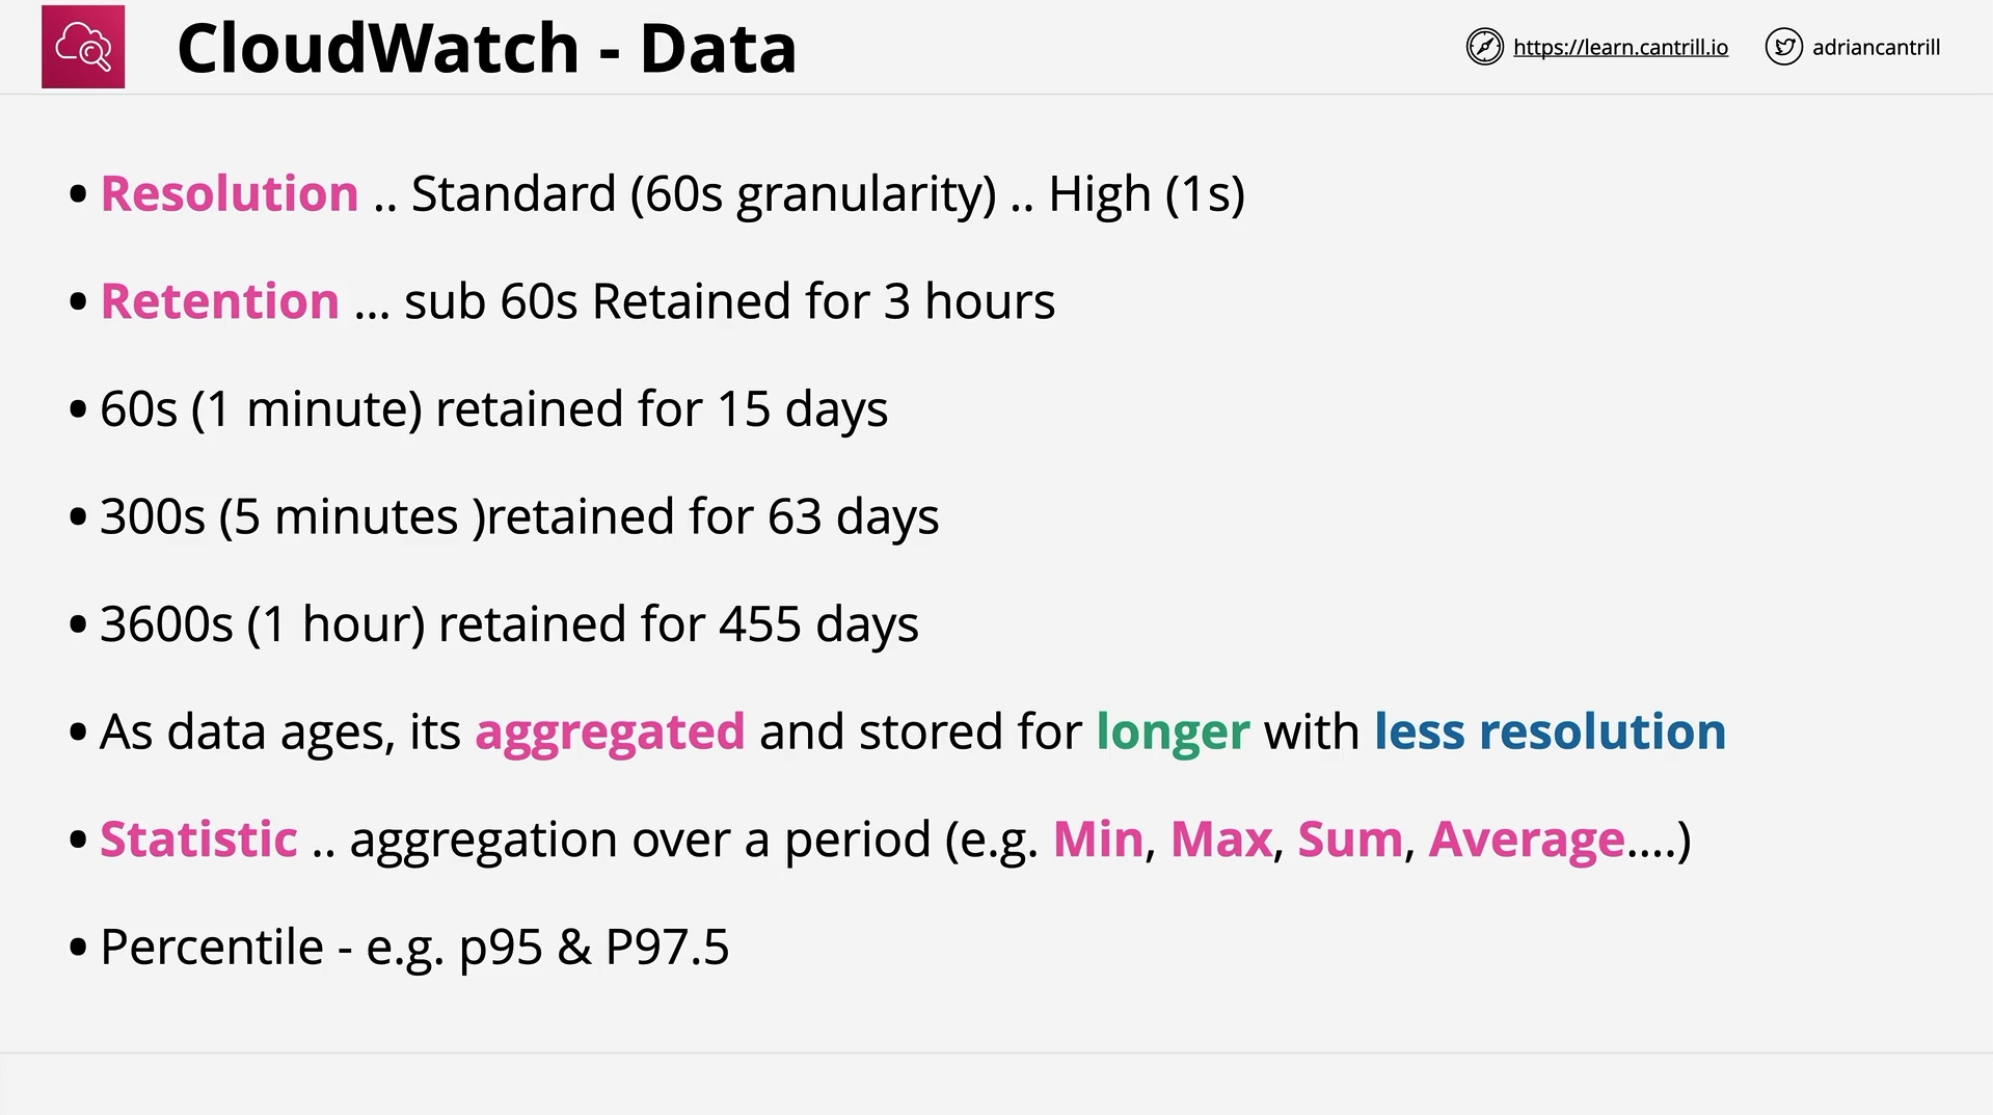 CloudWatch - Data
https://learn.cantrill.io
adriancantrill
• Resolution .. Standard (60s granularity) .. High (1s)
• Retention ... sub 60s Retained for 3 hours
• 60s (1 minute) retained for 15 days
• 300s (5 minutes )retained for 63 days
• 3600s (1 hour) retained for 455 days
• As data ages, its aggregated and stored for longer with less resolution
• Statistic .. aggregation over a period (e.g. Min, Max, Sum, Average....)
• Percentile - e.g. p95 & P97.5